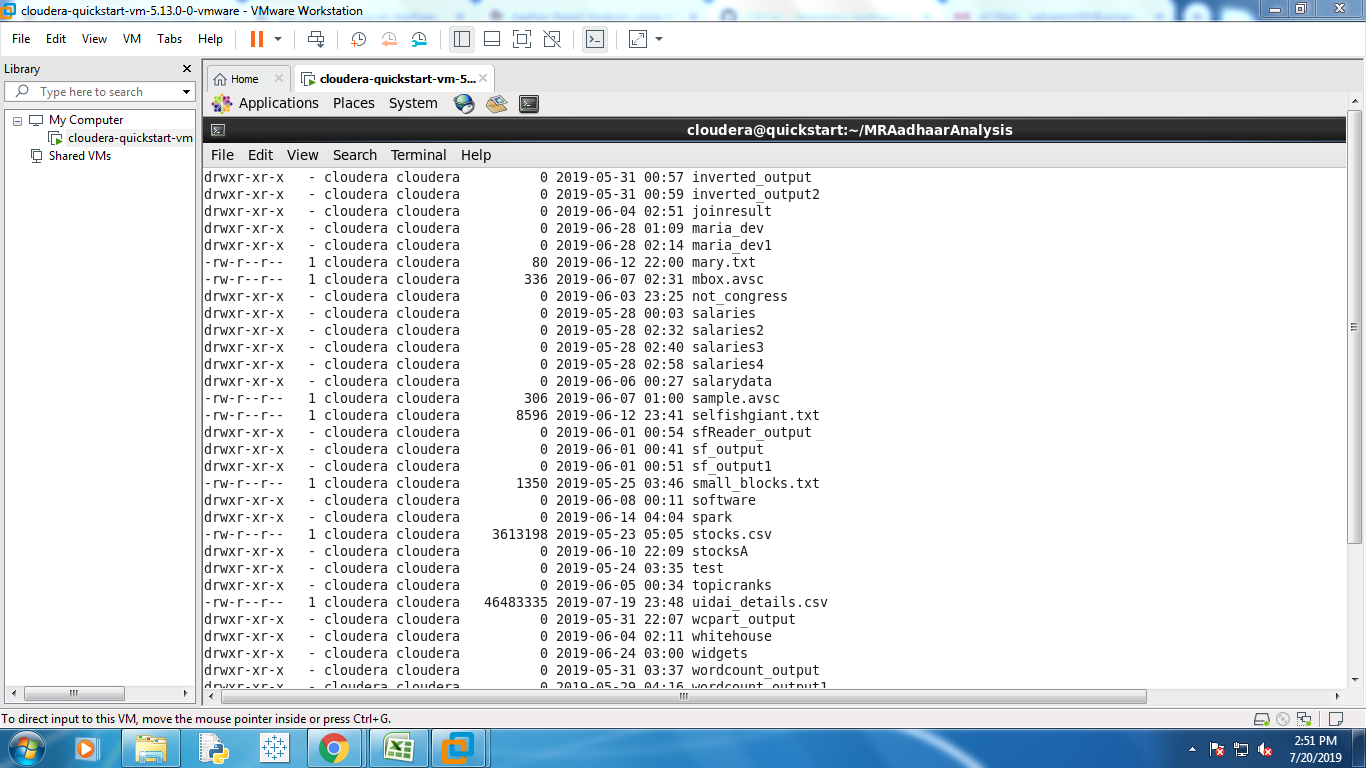 cloudera-quickstart-vm-5.13.0-0-vmware - VMware Workstation
File Edit View VM Tabs Help
Library
Type here to search
My Computer
cloudera-quickstart-vm
Shared VMs
Home
cloudera-quickstart-vm-5...
Applications Places System
cloudera@quickstart:~/MRAadhaarAnalysis
File Edit View Search Terminal Help
drwxr-xr-x - cloudera cloudera 0 2019-05-31 00:57 inverted_output
drwxr-xr-x - cloudera cloudera 0 2019-05-31 00:59 inverted_output2
drwxr-xr-x - cloudera cloudera 0 2019-06-04 02:51 joinresult
drwxr-xr-x - cloudera cloudera 0 2019-06-28 01:09 maria_dev
drwxr-xr-x - cloudera cloudera 0 2019-06-28 02:14 maria_dev1
-rw-r--r-- 1 cloudera cloudera 80 2019-06-12 22:00 mary.txt
-rw-r--r-- 1 cloudera cloudera 336 2019-06-07 02:31 mbox.avsc
drwxr-xr-x - cloudera cloudera 0 2019-06-03 23:25 not_congress
drwxr-xr-x - cloudera cloudera 0 2019-05-28 00:03 salaries
drwxr-xr-x - cloudera cloudera 0 2019-05-28 02:32 salaries2
drwxr-xr-x - cloudera cloudera 0 2019-05-28 02:40 salaries3
drwxr-xr-x - cloudera cloudera 0 2019-05-28 02:58 salaries4
drwxr-xr-x - cloudera cloudera 0 2019-06-06 00:27 salarydata
-rw-r--r-- 1 cloudera cloudera 306 2019-06-07 01:00 sample.avsc
-rw-r--r-- 1 cloudera cloudera 8596 2019-06-12 23:41 selfishgiant.txt
drwxr-xr-x - cloudera cloudera 0 2019-06-01 00:54 sfReader_output
drwxr-xr-x - cloudera cloudera 0 2019-06-01 00:41 sf_output
drwxr-xr-x - cloudera cloudera 0 2019-06-01 00:51 sf_output1
-rw-r--r-- 1 cloudera cloudera 1350 2019-05-25 03:46 small_blocks.txt
drwxr-xr-x - cloudera cloudera 0 2019-06-08 00:11 software
drwxr-xr-x - cloudera cloudera 0 2019-06-14 04:04 spark
-rw-r--r-- 1 cloudera cloudera 3613198 2019-05-23 05:05 stocks.csv
drwxr-xr-x - cloudera cloudera 0 2019-06-10 22:09 stocksA
drwxr-xr-x - cloudera cloudera 0 2019-05-24 03:35 test
drwxr-xr-x - cloudera cloudera 0 2019-06-05 00:34 topicranks
-rw-r--r-- 1 cloudera cloudera 46483335 2019-07-19 23:48 uidai_details.csv
drwxr-xr-x - cloudera cloudera 0 2019-05-31 22:07 wcpart_output
drwxr-xr-x - cloudera cloudera 0 2019-06-04 02:11 whitehouse
drwxr-xr-x - cloudera cloudera 0 2019-06-24 03:00 widgets
drwxr-xr-x - cloudera cloudera 0 2019-05-31 03:37 wordcount_output
drwxr-xr-x - cloudera cloudera 0 2019-05-29 04:16 wordcount_output1
To direct input to this VM, move the mouse pointer inside or press Ctrl+G.
2:51 PM
7/20/2019